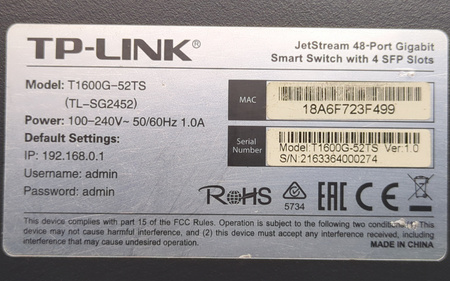 TP-LINK®
JetStream 48-Port Gigabit
Smart Switch with 4 SFP Slots
Model: T1600G-52TS
(TL-SG2452)
Power: 100-240V~ 50/60Hz 1.0A
Default Settings:
IP: 192.168.0.1
Username: admin
Password: admin
MAC
18A6F723F499
Serial
Number
Model:T1600G-52TS Ver:1.0
S/N:2163364000274
RoHS
5734
EAC
CE
This device complies with part 15 of the FCC Rules. Operation is subject to the following two conditions: (1) this
device may not cause harmful interference, and (2) this device must accept any interference received, including
interference that may cause undesired operation.
MADE IN CHINA